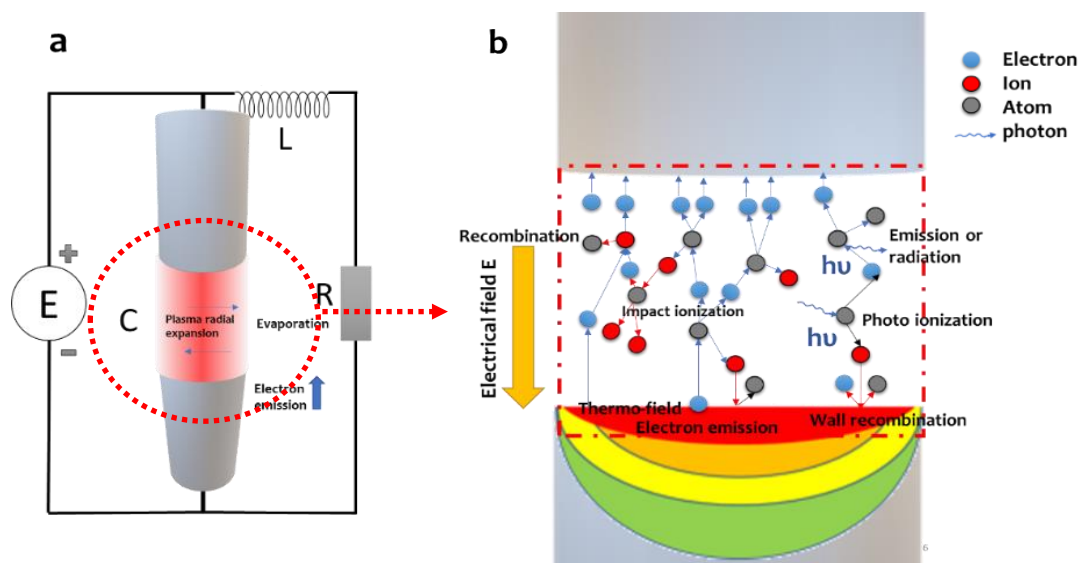 a
L
+
E
−
C
Plasma radial
expansion
Evaporation
R
Electron
emission
b
Electron
Ion
Atom
photon
Electrical field E
Recombination
Emission or
radiation
hυ
Impact ionization
Photo ionization
hυ
Thermo-field
Electron emission
Wall recombination
6